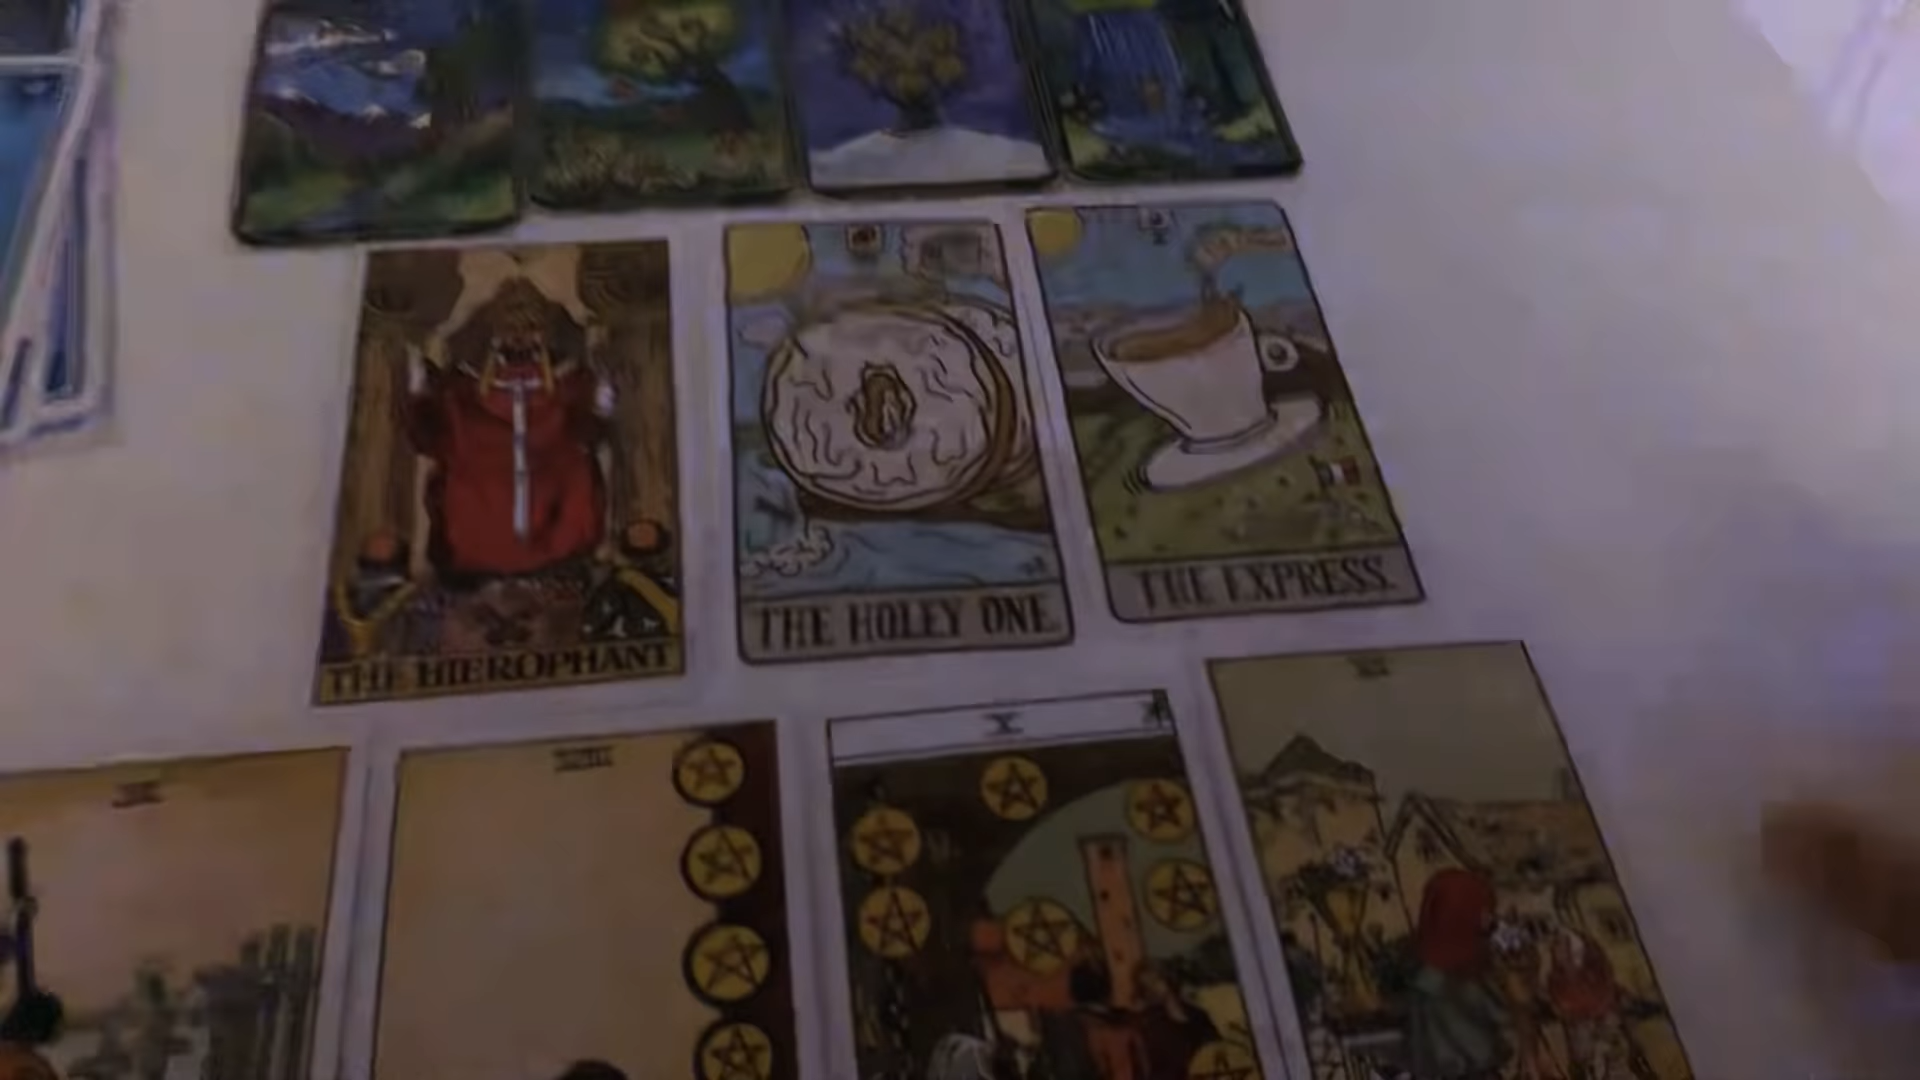 THE HIEROPHANT
THE HOLEY ONE
THE EXPRESS.
X